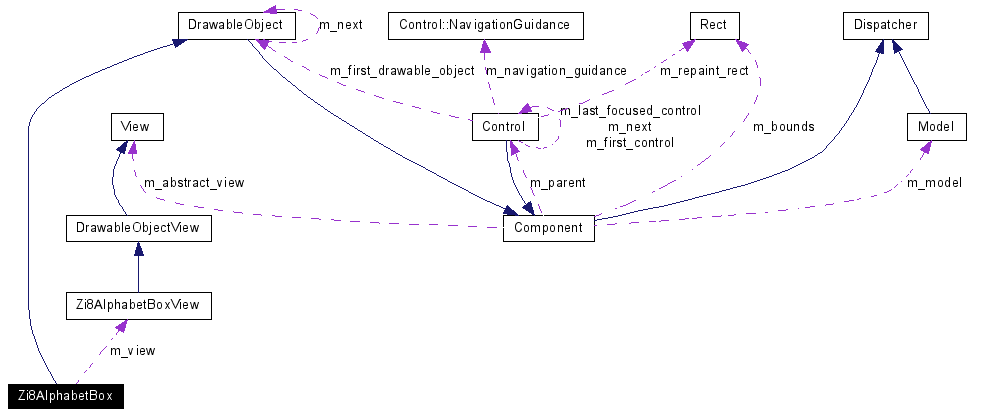 DrawableObject
m_next
Control::NavigationGuidance
Rect
Dispatcher
m_first_drawable_object
m_navigation_guidance
m_repaint_rect
View
Control
m_last_focused_control
m_next
m_first_control
m_bounds
Model
m_abstract_view
m_parent
m_model
DrawableObjectView
Component
Zi8AlphabetBoxView
m_view
Zi8AlphabetBox